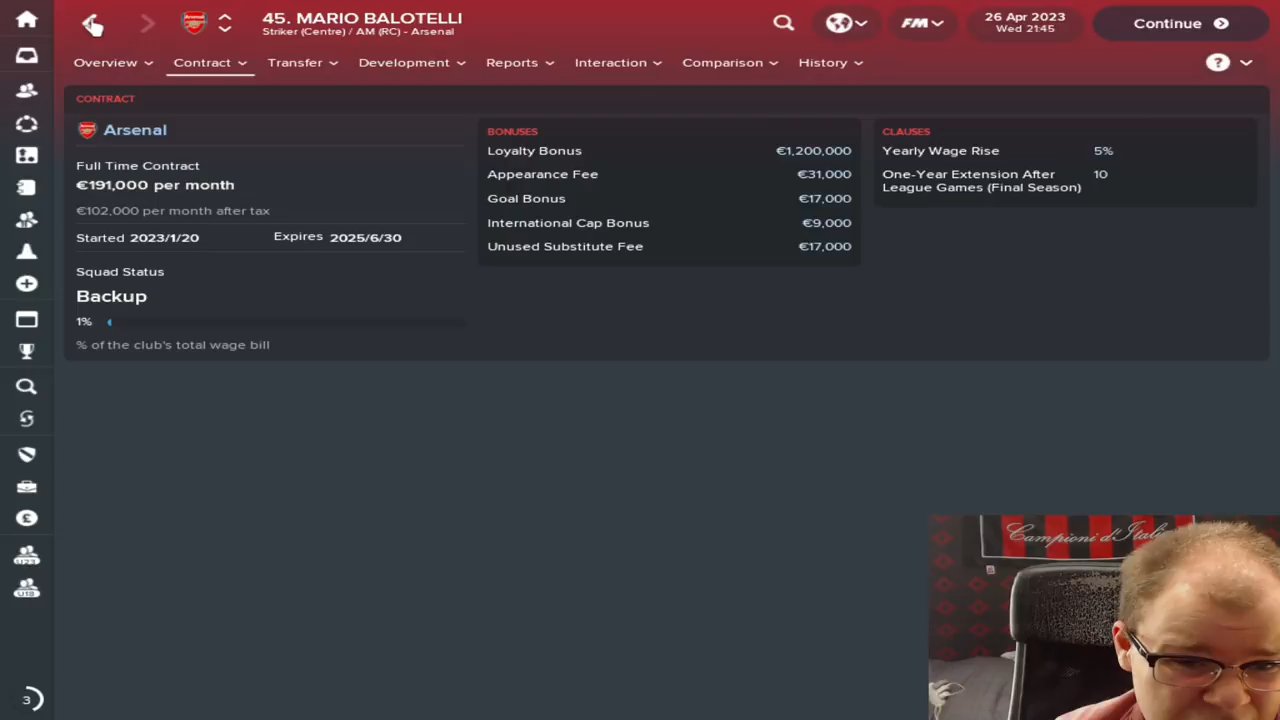 45. MARIO BALOTELLI
Striker (Centre) / AM (RC) - Arsenal
FM
26 Apr 2023
Wed 21:45
Continue
Overview
Contract
Transfer
Development
Reports
Interaction
Comparison
History
?
CONTRACT
Arsenal
Full Time Contract
€191,000 per month
€102,000 per month after tax
Started 2023/1/20
Expires 2025/6/30
Squad Status
Backup
1%
% of the club's total wage bill
BONUSES
Loyalty Bonus €1,200,000
Appearance Fee €31,000
Goal Bonus €17,000
International Cap Bonus €9,000
Unused Substitute Fee €17,000
CLAUSES
Yearly Wage Rise 5%
One-Year Extension After 10
League Games (Final Season)
U23
U18
3
Campioni d'Itali